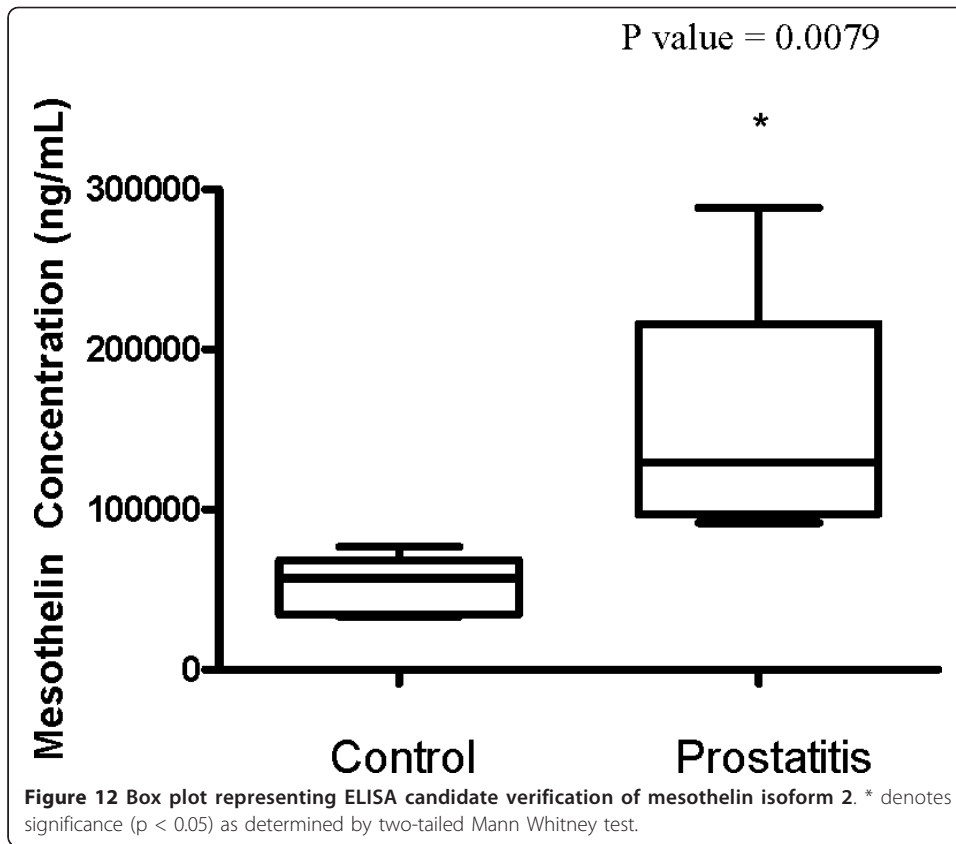 P value = 0.0079
*
Mesothelin Concentration (ng/mL)
300000
200000
100000
0
Control
Prostatitis
Figure 12 Box plot representing ELISA candidate verification of mesothelin isoform 2. * denotes
significance (p < 0.05) as determined by two-tailed Mann Whitney test.